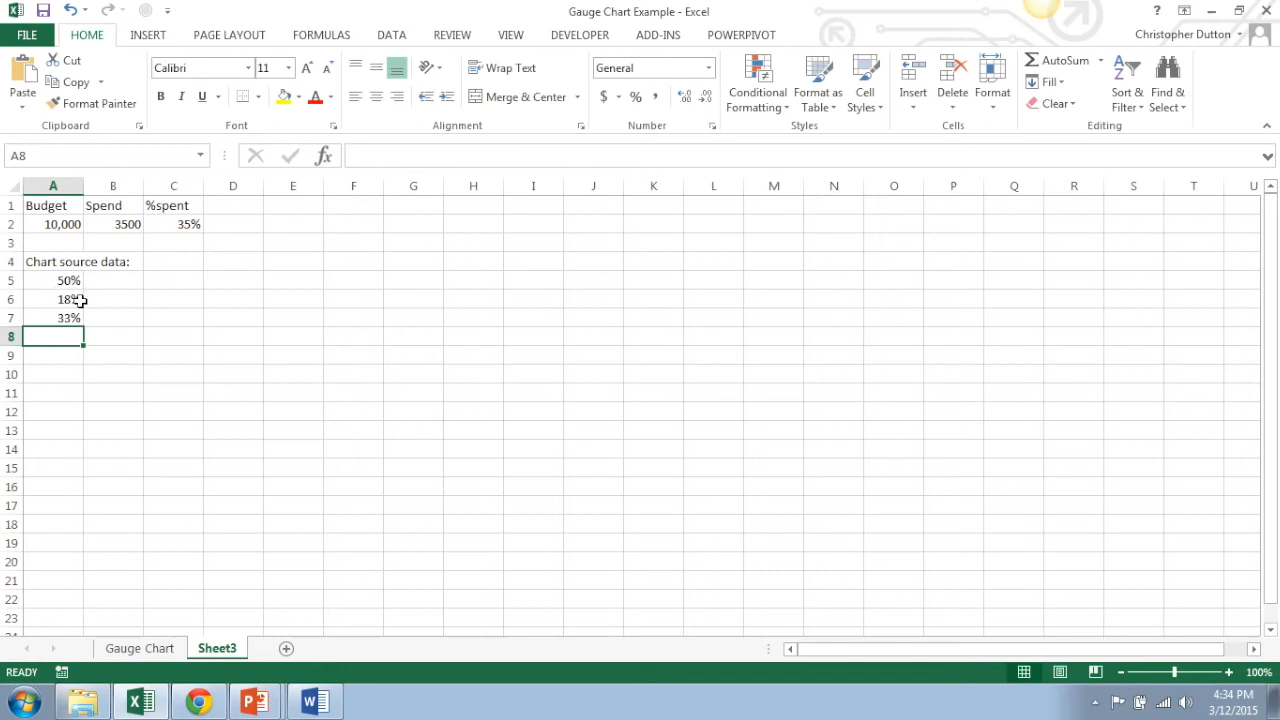 Gauge Chart Example - Excel
?
FILE HOME INSERT PAGE LAYOUT FORMULAS DATA REVIEW VIEW DEVELOPER ADD-INS POWERPIVOT Christopher Dutton
Paste
Cut
Copy
Format Painter
Clipboard
Calibri 11
B I U A
Font
Wrap Text
Merge & Center
Alignment
General
$ % ,
Number
Conditional Formatting
Format as Table
Cell Styles
Styles
Insert
Delete
Format
Cells
AutoSum
Fill
Clear
Sort & Filter
Find & Select
Editing
A8 fx
A B C D E F G H I J K L M N O P Q R S T U
1 Budget Spend %spent
2 10,000 3500 35%
3
4 Chart source data:
5 50%
6 18%
7 33%
8
9
10
11
12
13
14
15
16
17
18
19
20
21
22
23
Gauge Chart Sheet3
READY 100%
4:34 PM
3/12/2015